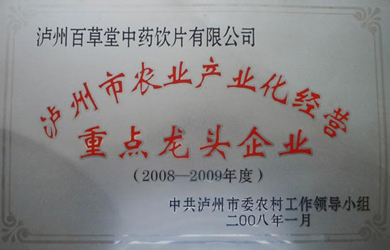 泸州百草堂中药饮片有限公司
泸州市农业产业化经营
重点龙头企业
(2008—2009年度)
中共泸州市委农村工作领导小组
二00八年一月